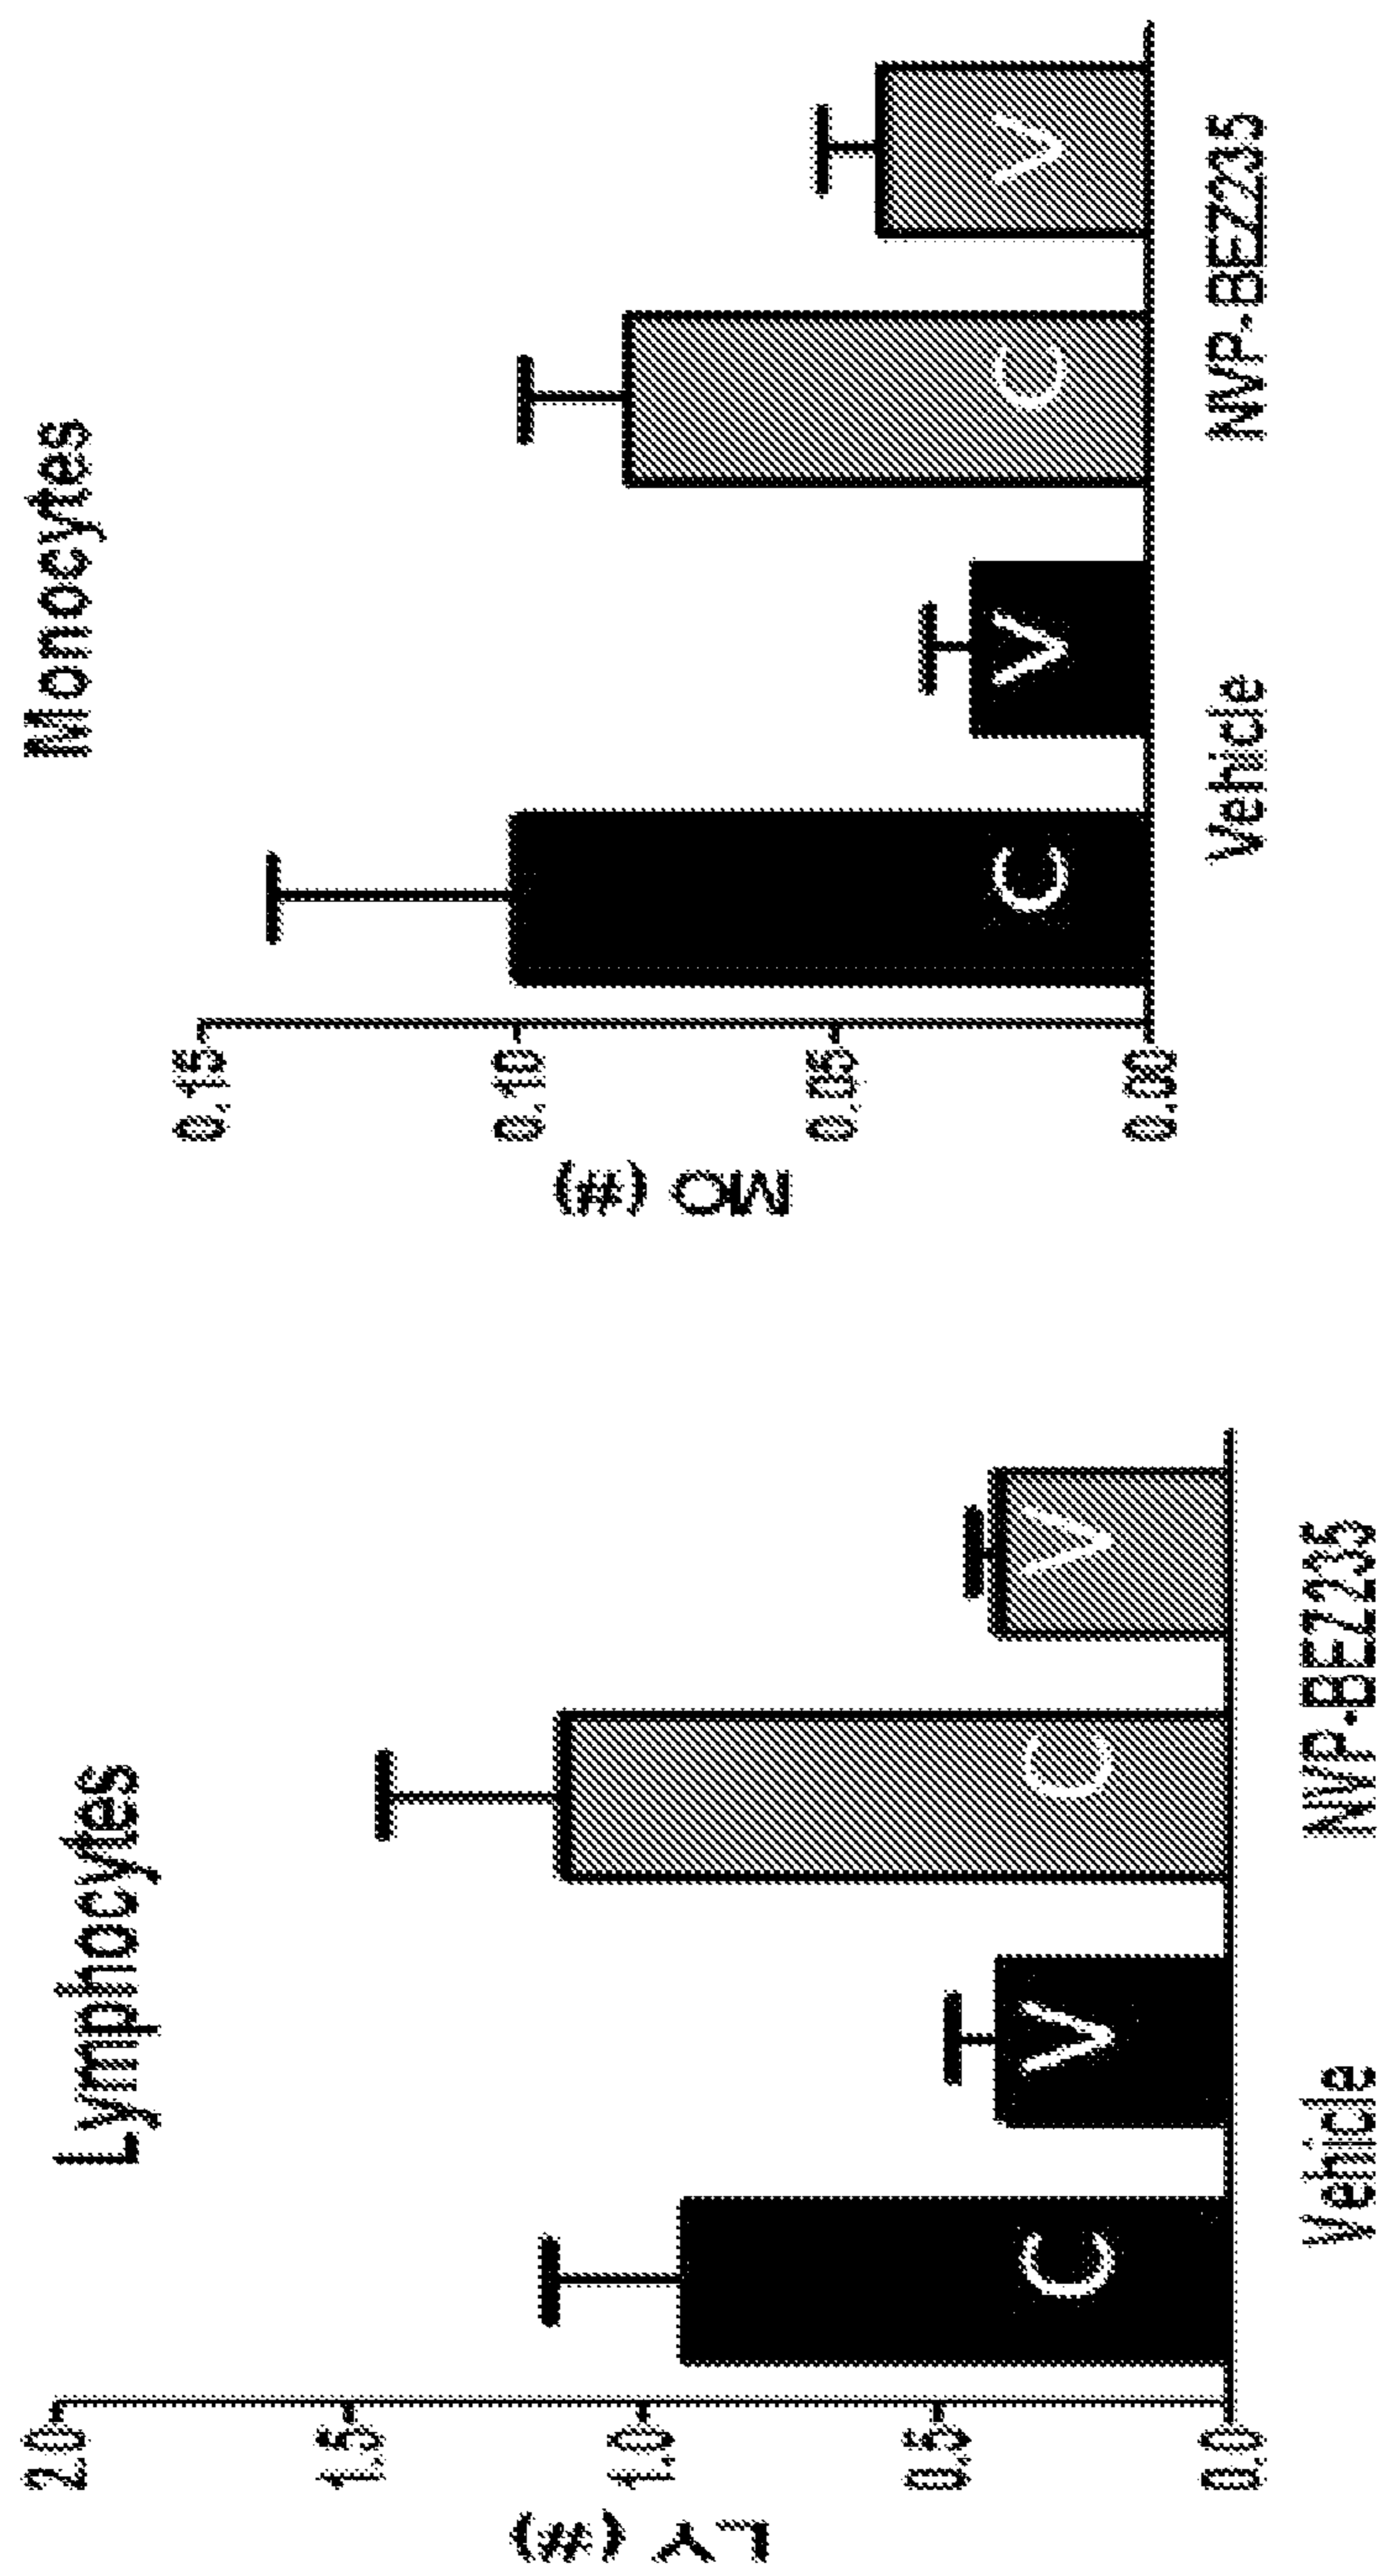 Lymphocytes
LY (#)
2.0
1.5
1.0
0.5
0.0
C
V
C
V
Vehicle
NVP-BEZ235
Monocytes
MO (#)
0.15
0.10
0.05
0.00
C
V
C
V
Vehicle
NVP-BEZ235